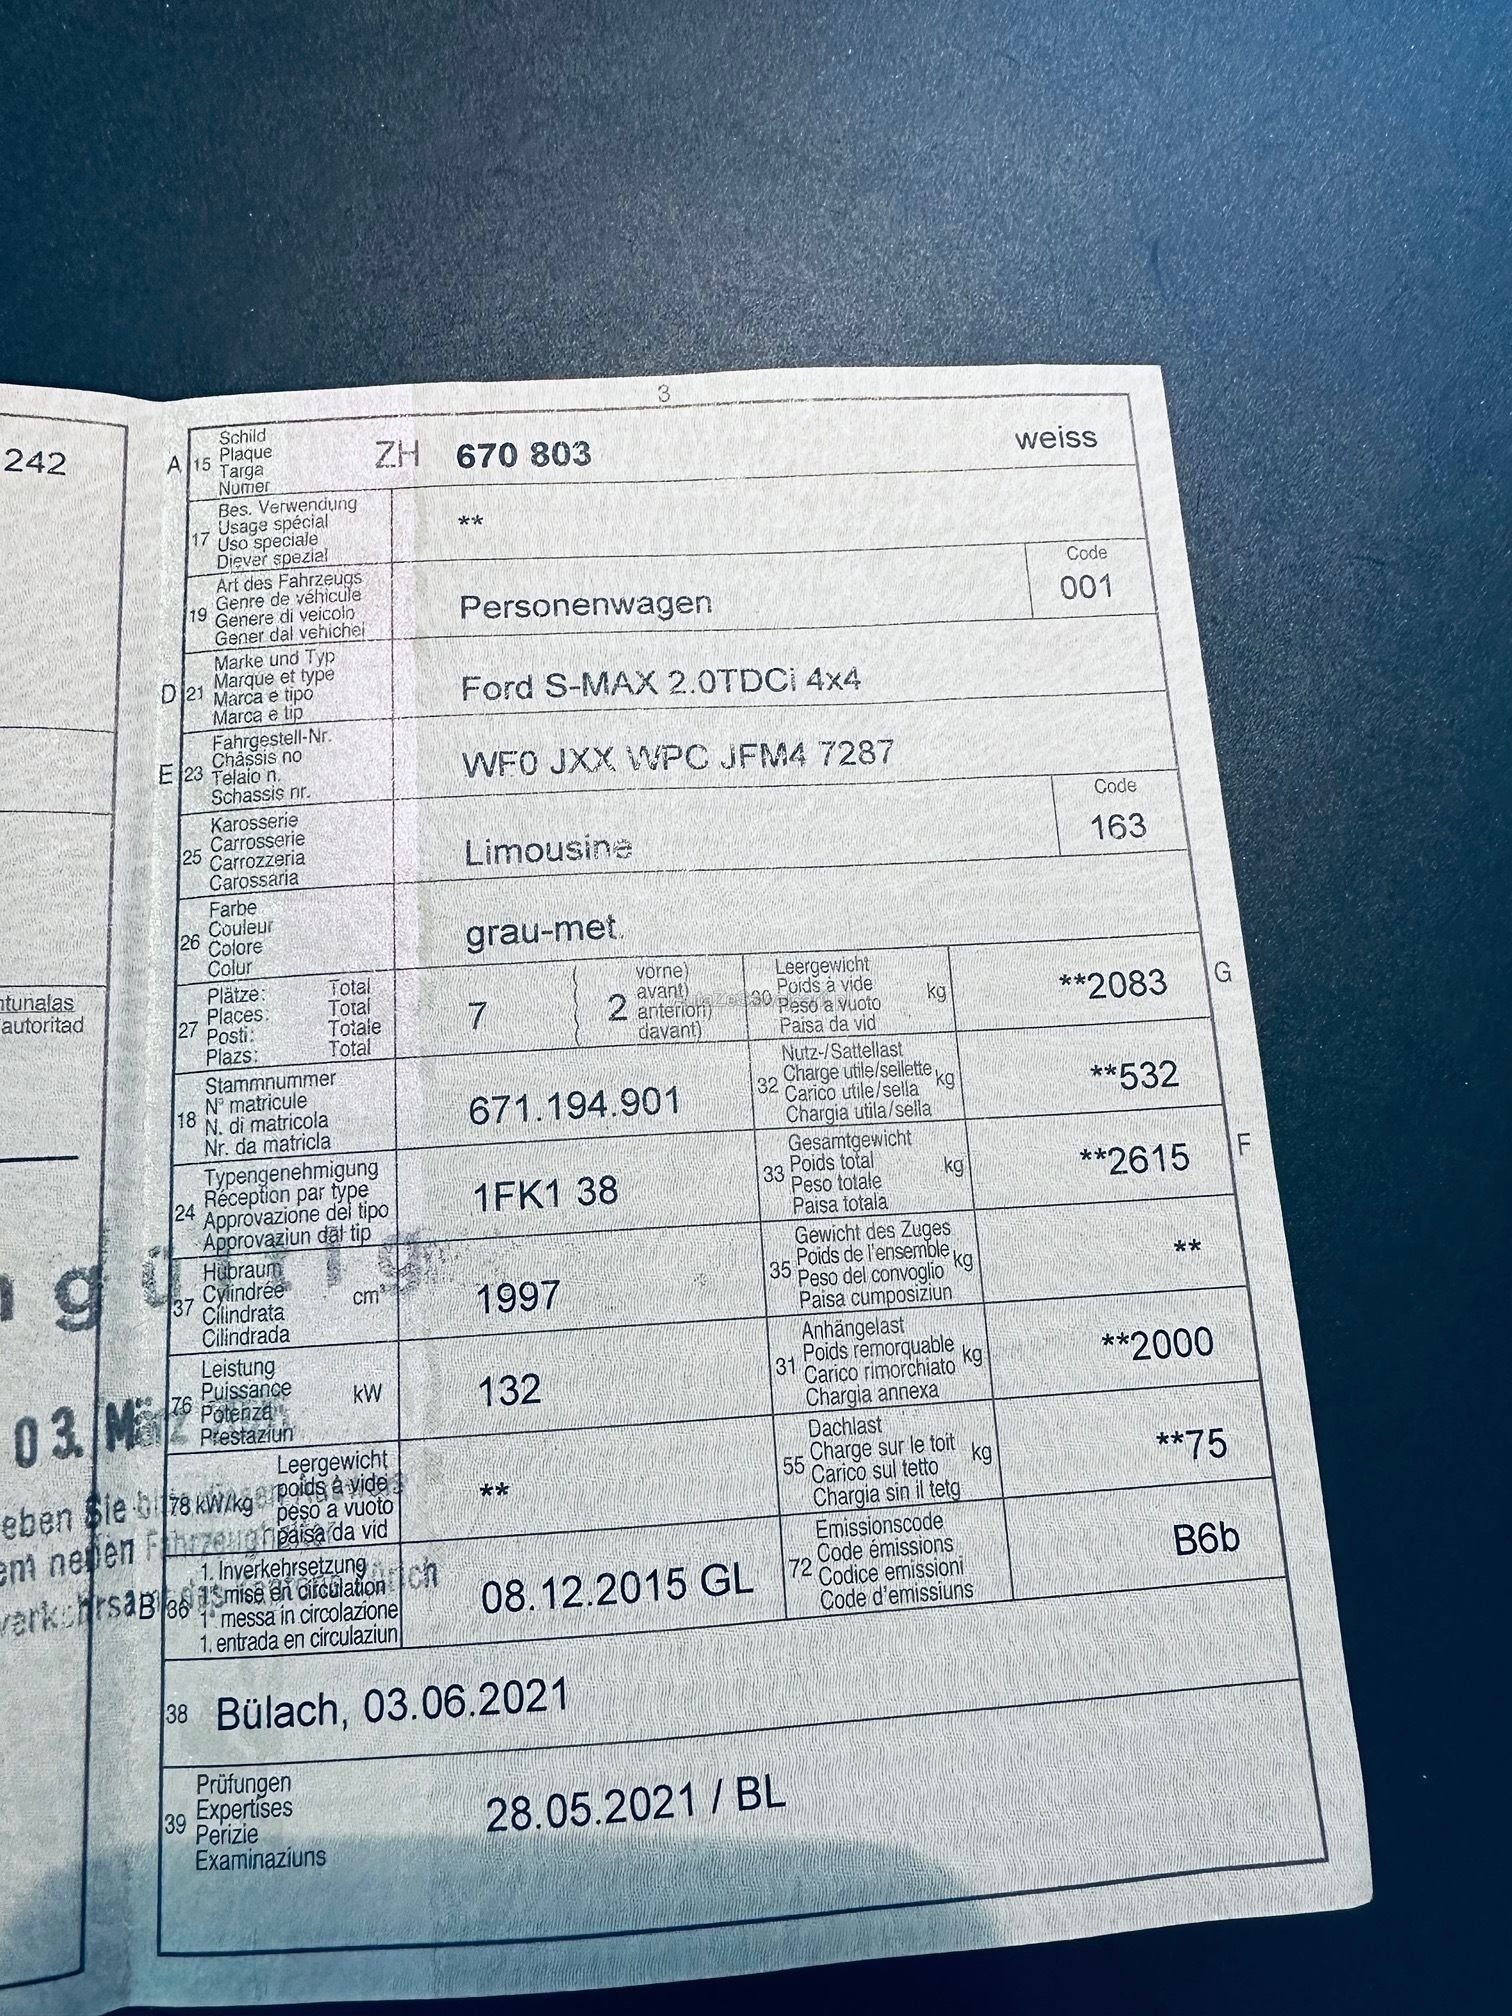 3
242
A 15 Schild
Plaque
Targa
Numer
ZH 670 803 weiss
17 Bes. Verwendung
Usage spécial
Uso speciale
Diever spezial
**
19 Art des Fahrzeugs
Genre de véhicule
Genere di veicolo
Gener dal vehichel
Personenwagen
Code
001
D 21 Marke und Typ
Marque et type
Marca e tipo
Marca e tip
Ford S-MAX 2.0TDCi 4x4
E 23 Fahrgestell-Nr.
Châssis no
Telaio n.
Schassis nr.
WF0 JXX WPC JFM4 7287
25 Karosserie
Carrosserie
Carrozzeria
Carossaria
Limousine
Code
163
26 Farbe
Couleur
Colore
Colur
grau-met.
27 Plätze: Total
Places: Total
Posti: Totale
Plazs: Total
7
2
vorne)
avant)
anteriori)
davant)
30 Leergewicht
Poids à vide
Peso a vuoto
Paisa da vid
kg
**2083
G
ntunalas
autoritad
18 Stammnummer
N° matricule
N. di matricola
Nr. da matricla
671.194.901
32 Nutz-/Sattellast
Charge utile/sellette
Carico utile/sella
Chargia utila/sella
kg
**532
24 Typengenehmigung
Réception par type
Approvazione del tipo
Approvaziun dal tip
1FK1 38
33 Gesamtgewicht
Poids total
Peso totale
Paisa totala
kg
**2615
F
37 Hubraum
Cylindrée
Cilindrata
Cilindrada
cm³
1997
35 Gewicht des Zuges
Poids de l'ensemble
Peso del convoglio
Paisa cumposiziun
kg
**
76 Leistung
Puissance
Potenza
Prestaziun
kW
132
31 Anhängelast
Poids remorquable
Carico rimorchiato
Chargia annexa
kg
**2000
03. März
78 kW/kg Leergewicht
poids à vide
peso a vuoto
paisa da vid
**
55 Dachlast
Charge sur le toit
Carico sul tetto
Chargia sin il tetg
kg
**75
eben Sie
em neuen Fahrzeug
verkehrsa
B 36 1. Inverkehrsetzung
1re mise en circulation
1a messa in circolazione
1. entrada en circulaziun
08.12.2015 GL
72 Emissionscode
Code émissions
Codice emissioni
Code d'emissiuns
B6b
38 Bülach, 03.06.2021
39 Prüfungen
Expertises
Perizie
Examinaziuns
28.05.2021 / BL